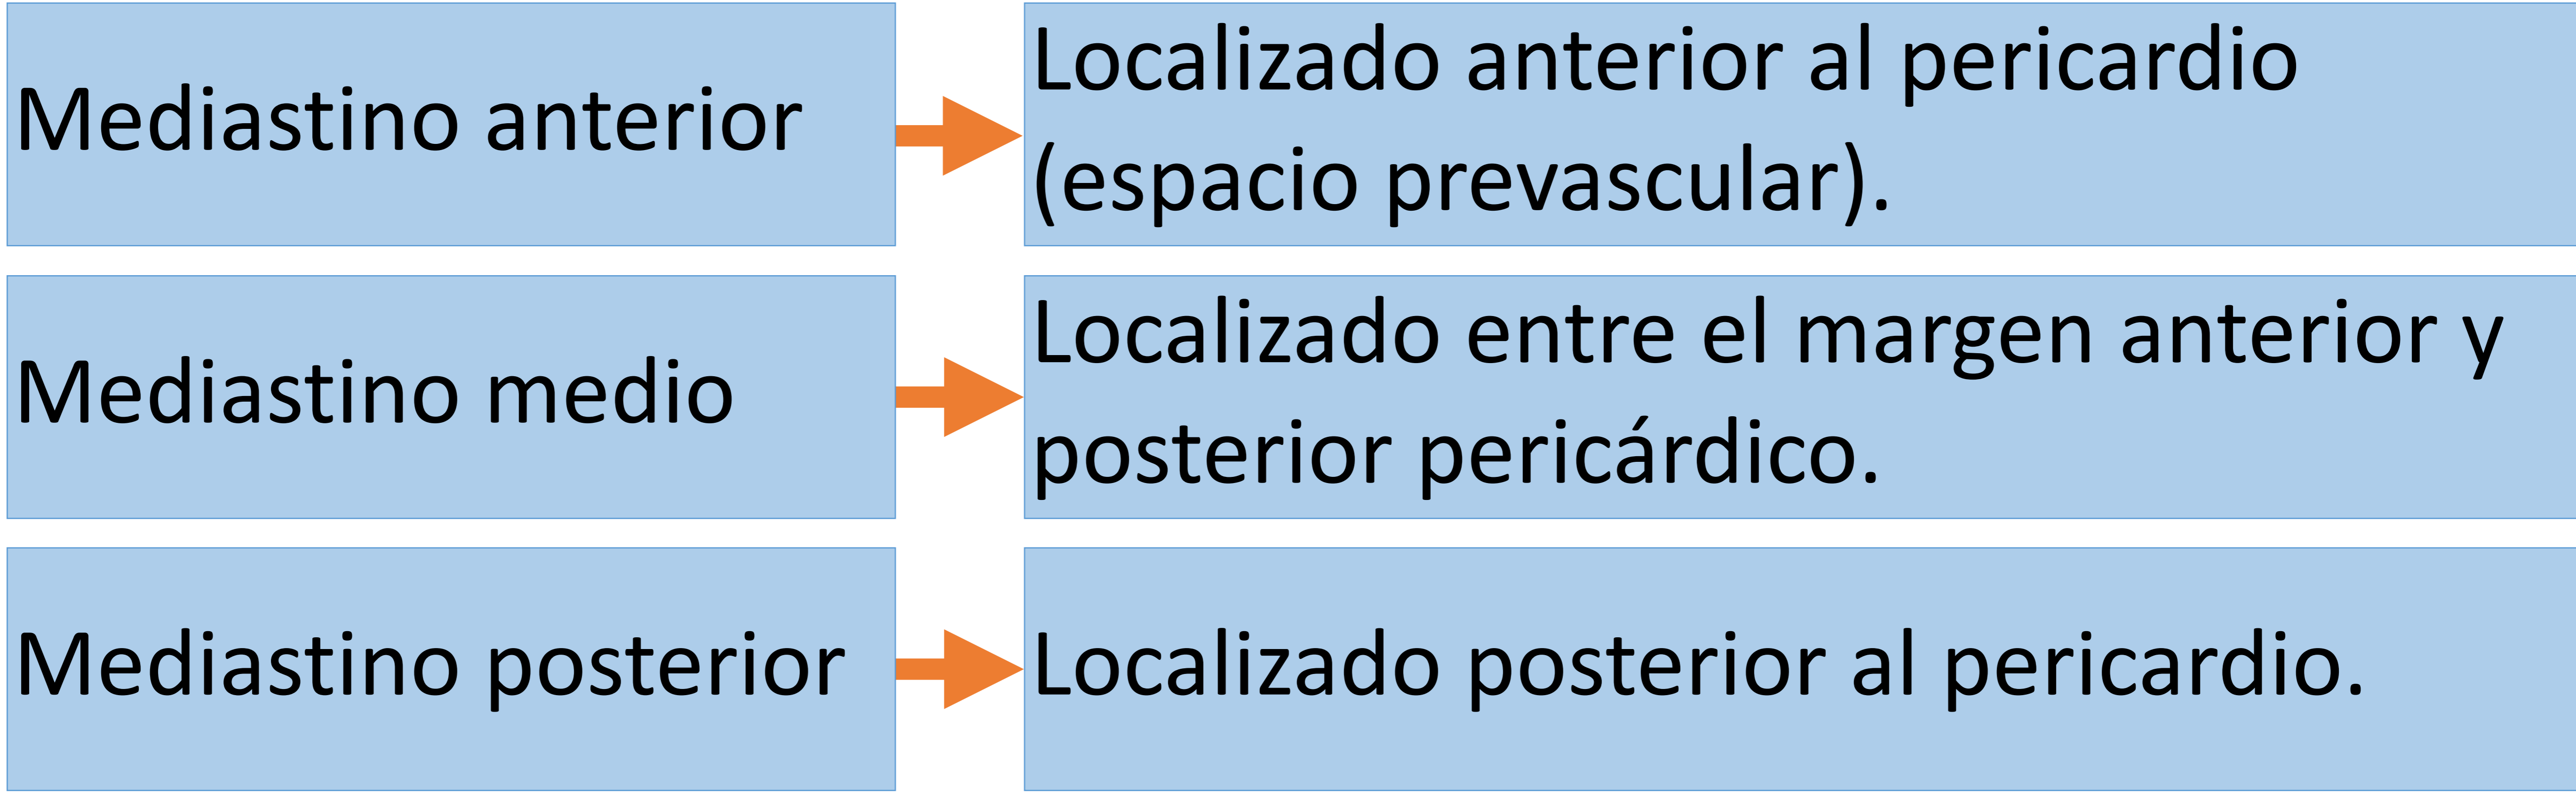 Mediastino anterior
Localizado anterior al pericardio
(espacio prevascular).
Mediastino medio
Localizado entre el margen anterior y
posterior pericárdico.
Mediastino posterior
Localizado posterior al pericardio.